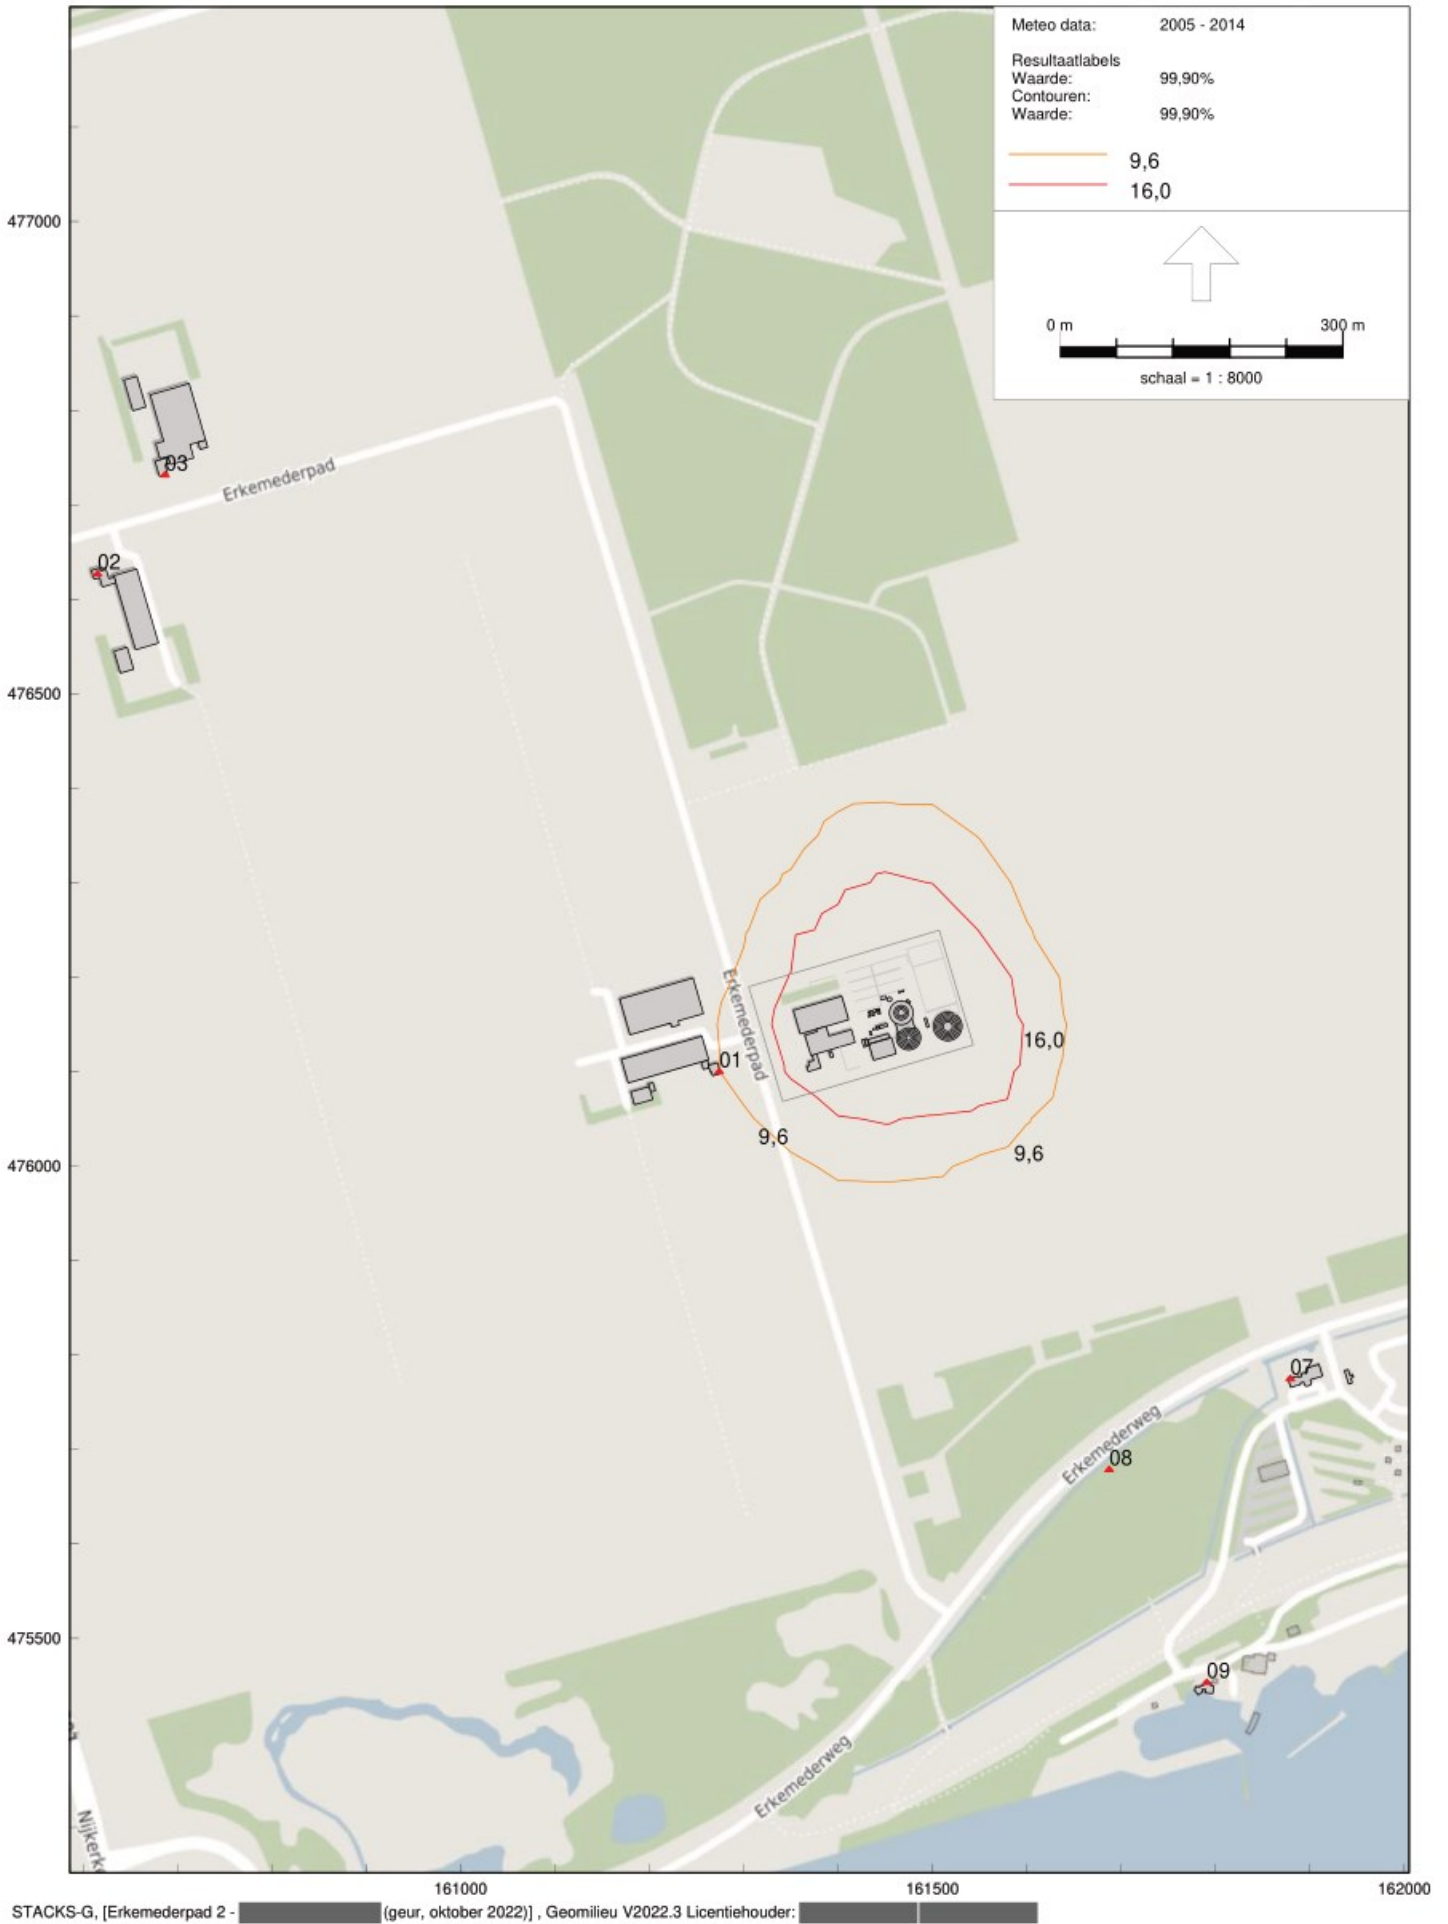 Meteo data: 2005 - 2014
Resultaatlabels
Waarde: 99,90%
Contouren:
Waarde: 99,90%
9,6
16,0
0 m 300 m
schaal = 1 : 8000
477000
03
Erkemederpad
02
476500
Erkemederpad
16,0
01
9,6
9,6
476000
07
Erkemederweg
08
475500
09
Erkemederweg
Nijkerke
161000 161500 162000
STACKS-G, [Erkemederpad 2 - (geur, oktober 2022)] , Geomilieu V2022.3 Licentiehouder: